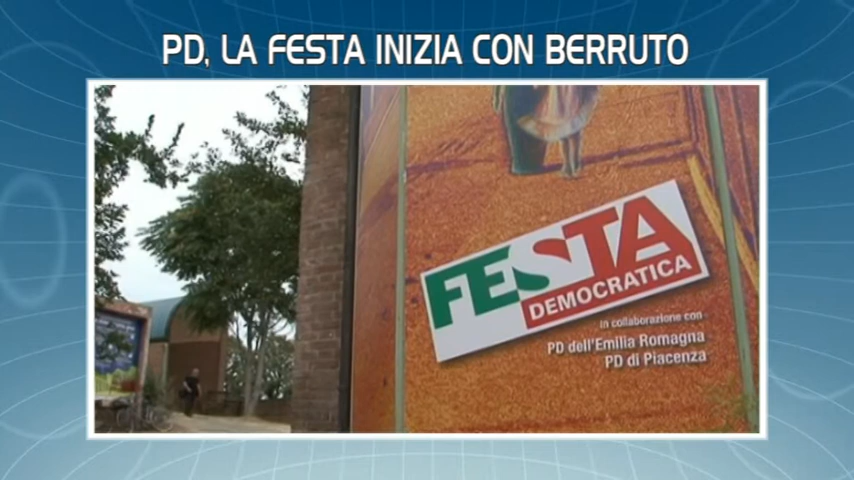 PD, LA FESTA INIZIA CON BERRUTO
FESTA
DEMOCRATICA
In collaborazione con
PD dell'Emilia Romagna
PD di Piacenza